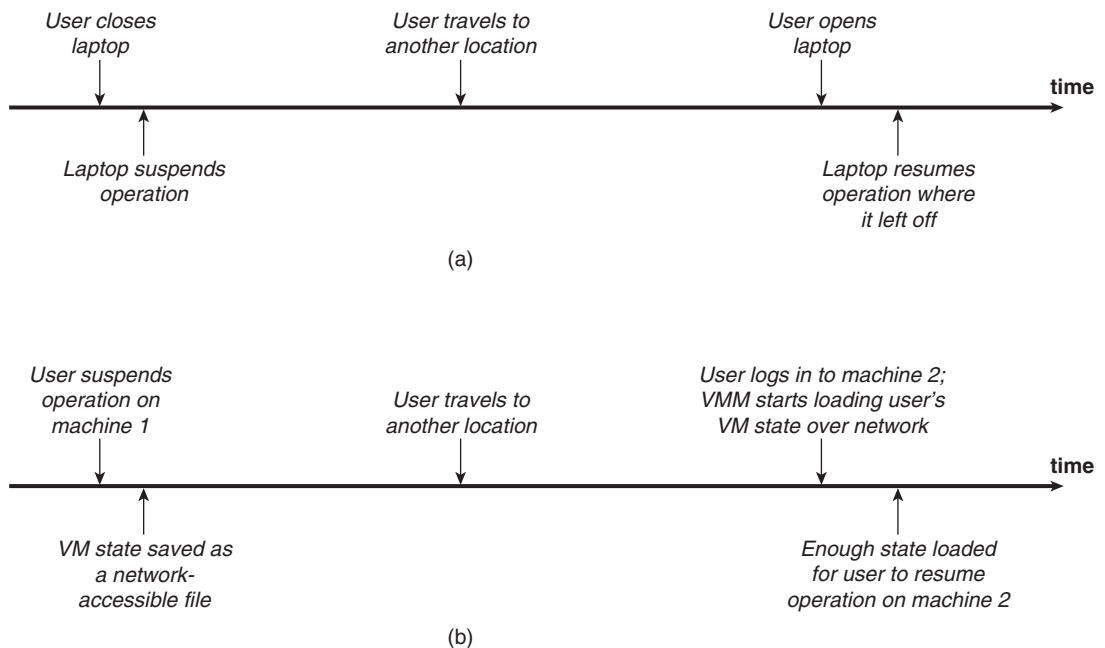 User closes
laptop
User travels to
another location
User opens
laptop
time
Laptop suspends
operation
Laptop resumes
operation where
it left off
(a)
User suspends
operation on
machine 1
User travels to
another location
User logs in to machine 2;
VMM starts loading user’s
VM state over network
time
VM state saved as
a network-
accessible file
Enough state loaded
for user to resume
operation on machine 2
(b)